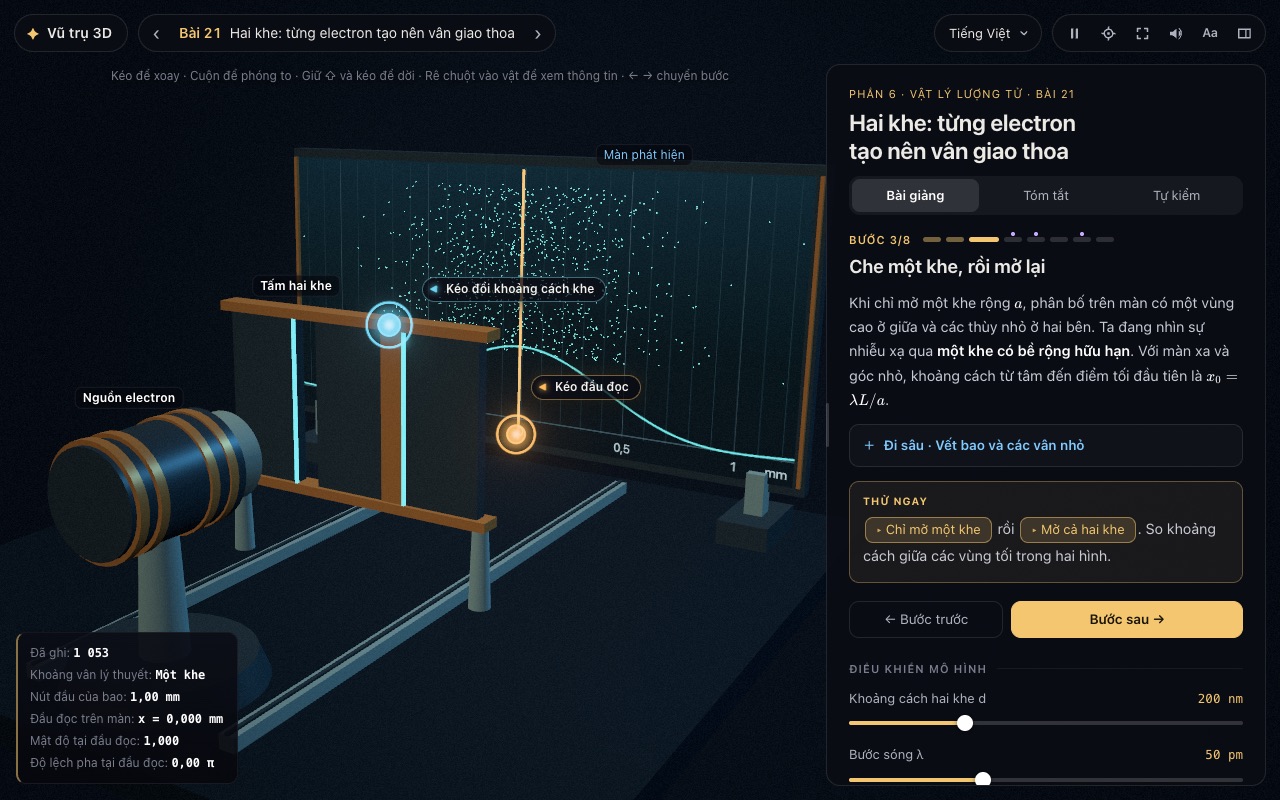 Vũ trụ 3D
Bài 21 Hai khe: từng electron tạo nên vân giao thoa
Tiếng Việt
Aa
Kéo để xoay · Cuộn để phóng to · Giữ ⇧ và kéo để dời · Rê chuột vào vật để xem thông tin · ← → chuyển bước
Màn phát hiện
Tấm hai khe
Kéo đổi khoảng cách khe
Kéo đầu dọc
Nguồn electron
0,5
1
mm
Đã ghi: 1 053
Khoảng vân lý thuyết: Một khe
Nút đầu của bao: 1,00 mm
Đầu đọc trên màn: x = 0,000 mm
Mật độ tại đầu đọc: 1,000
Độ lệch pha tại đầu đọc: 0,00 π
PHẦN 6 · VẬT LÝ LƯỢNG TỬ · BÀI 21
Hai khe: từng electron
tạo nên vân giao thoa
Bài giảng
Tóm tắt
Tự kiểm
BƯỚC 3/8
Che một khe, rồi mở lại
Khi chỉ mở một khe rộng a, phân bố trên màn có một vùng
cao ở giữa và các thùy nhỏ ở hai bên. Ta đang nhìn sự
nhiễu xạ qua một khe có bề rộng hữu hạn. Với màn xa và
góc nhỏ, khoảng cách từ tâm đến điểm tối đầu tiên là x₀ =
λL/a.
+ Đi sâu · Vết bao và các vân nhỏ
THỬ NGAY
▸ Chỉ mở một khe rồi ▸ Mở cả hai khe. So khoảng
cách giữa các vùng tối trong hai hình.
← Bước trước
Bước sau →
ĐIỀU KHIỂN MÔ HÌNH
Khoảng cách hai khe d 200 nm
Bước sóng λ 50 pm